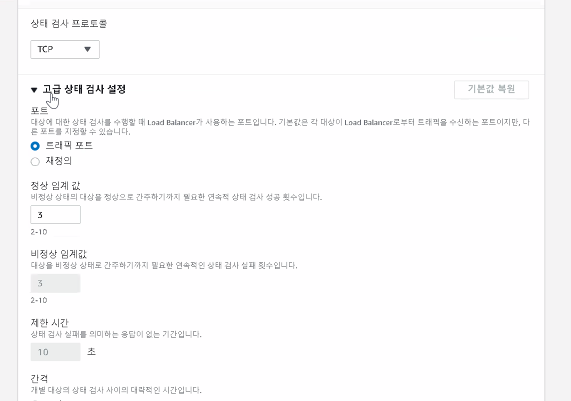 상태 검사 프로토콜
TCP
고급 상태 검사 설정
기본값 복원
포트
대상에 대한 상태 검사를 수행할 때 Load Balancer가 사용하는 포트입니다. 기본값은 각 대상이 Load Balancer로부터 트래픽을 수신하는 포트이지만, 다
른 포트를 지정할 수 있습니다.
트래픽 포트
재정의
정상 임계 값
비정상 상태의 대상을 정상으로 간주하기까지 필요한 연속적 상태 검사 성공 횟수입니다.
3
2-10
비정상 임계값
대상을 비정상 상태로 간주하기까지 필요한 연속적인 상태 검사 실패 횟수입니다.
3
2-10
제한 시간
상태 검사 실패를 의미하는 응답이 없는 기간입니다.
10 초
간격
개별 대상의 상태 검사 사이의 대략적인 시간입니다.